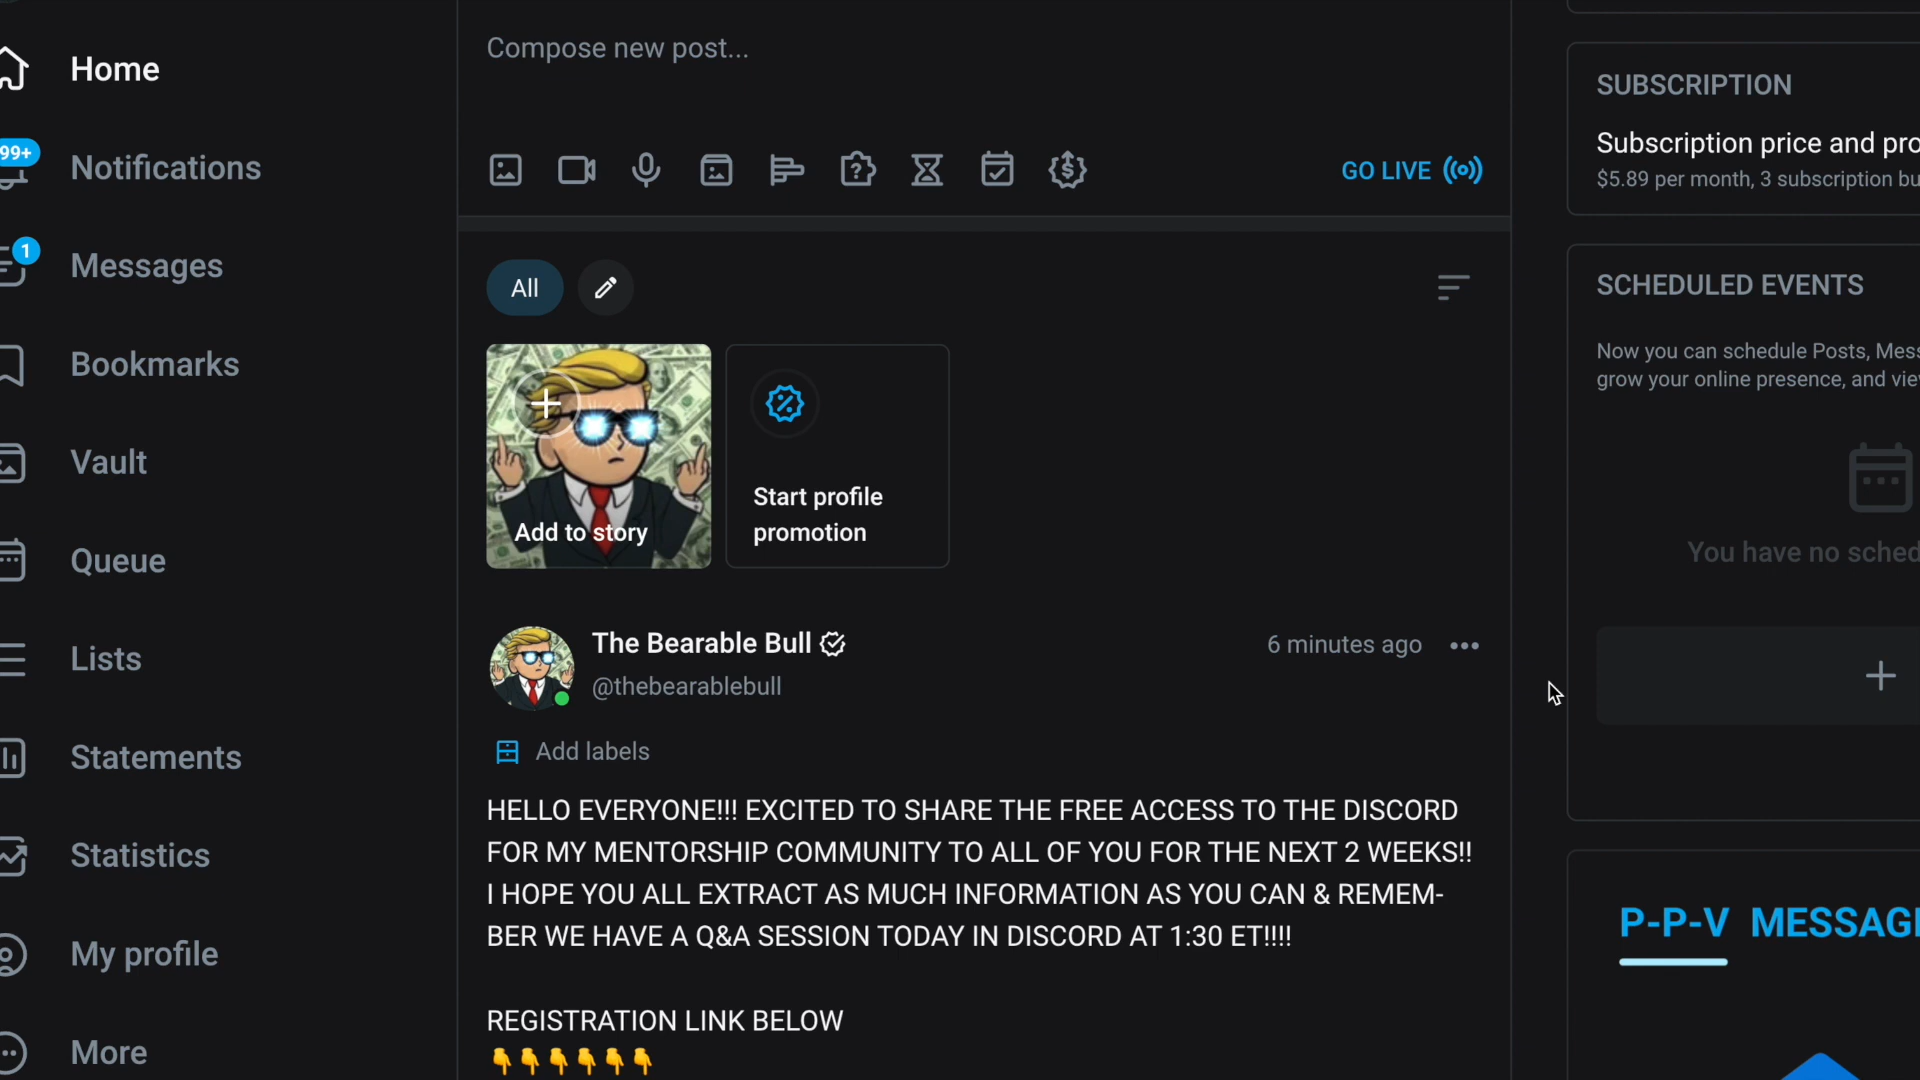 Home
99+
Notifications
1
Messages
Bookmarks
Vault
Queue
Lists
Statements
Statistics
My profile
More
Compose new post...
GO LIVE
All
Add to story
Start profile
promotion
The Bearable Bull
@thebearablebull
6 minutes ago
Add labels
HELLO EVERYONE!!! EXCITED TO SHARE THE FREE ACCESS TO THE DISCORD
FOR MY MENTORSHIP COMMUNITY TO ALL OF YOU FOR THE NEXT 2 WEEKS!!
I HOPE YOU ALL EXTRACT AS MUCH INFORMATION AS YOU CAN & REMEM-
BER WE HAVE A Q&A SESSION TODAY IN DISCORD AT 1:30 ET!!!!
REGISTRATION LINK BELOW
👇👇👇👇👇👇
SUBSCRIPTION
Subscription price and pro
$5.89 per month, 3 subscription bu
SCHEDULED EVENTS
Now you can schedule Posts, Mess
grow your online presence, and vie
You have no sched
P-P-V MESSAG